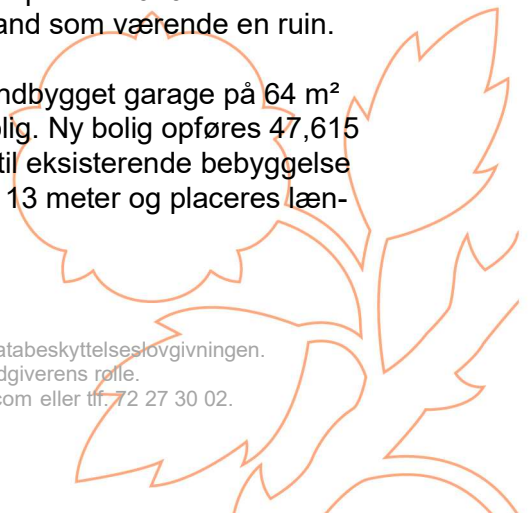 and som værende en ruin.
ndbygget garage på 64 m²
lig. Ny bolig opføres 47,615
til eksisterende bebyggelse
13 meter og placeres læn-
atabeskyttelseslovgivningen.
dgiverens rolle.
com eller tlf. 72 27 30 02.